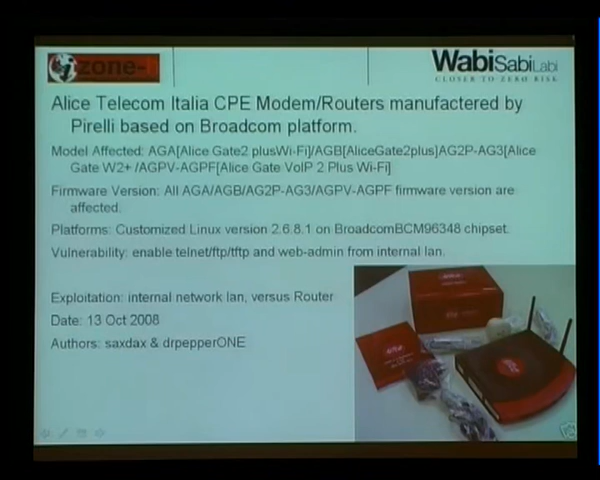 izone-h
WabiSabiLabi
CLOSER TO ZERO RISK
Alice Telecom Italia CPE Modem/Routers manufactered by
Pirelli based on Broadcom platform.
Model Affected: AGA[Alice Gate2 plusWi-Fi]/AGB[AliceGate2plus]AG2P-AG3[Alice
Gate W2+ /AGPV-AGPF[Alice Gate VoIP 2 Plus Wi-Fi]
Firmware Version: All AGA/AGB/AG2P-AG3/AGPV-AGPF firmware version are
affected.
Platforms: Customized Linux version 2.6.8.1 on BroadcomBCM96348 chipset.
Vulnerability: enable telnet/ftp/tftp and web-admin from internal lan.
Exploitation: internal network lan, versus Router
Date: 13 Oct 2008
Authors: saxdax & drpepperONE